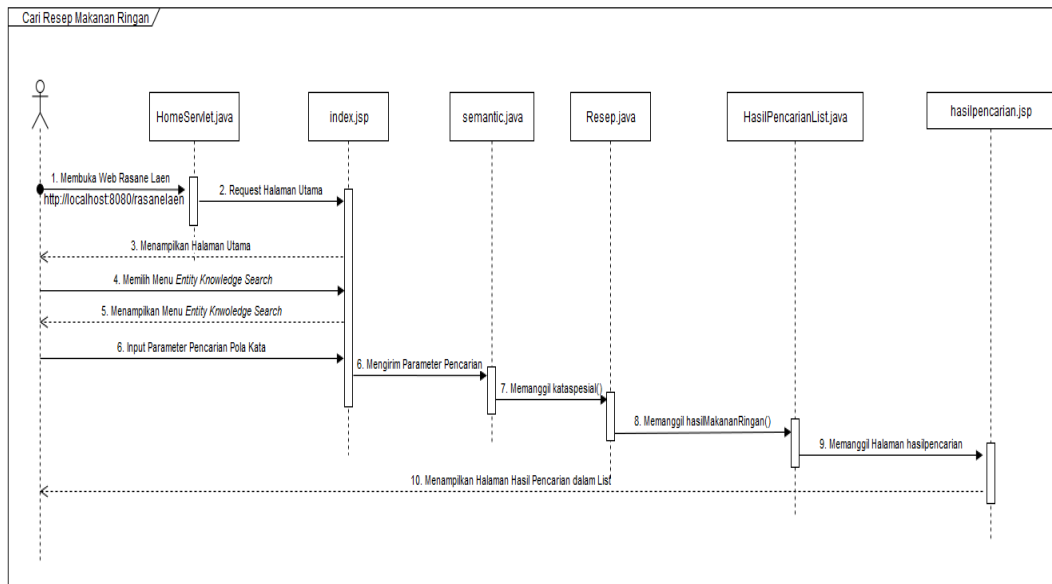 Cari Resep Makanan Ringan
HomeServlet.java
index.jsp
semantic.java
Resep.java
HasilPencarianList.java
hasilpencarian.jsp
1. Membuka Web Rasane Laen
http://localhost:8080/rasanelaen
2. Request Halaman Utama
3. Menampilkan Halaman Utama
4. Memilih Menu Entity Knowledge Search
5. Menampilkan Menu Entity Knwoledge Search
6. Input Parameter Pencarian Pola Kata
6. Mengirim Parameter Pencarian
7. Memanggil kataspesial()
8. Memanggil hasilMakananRingan()
9. Memanggil Halaman hasilpencarian
10. Menampilkan Halaman Hasil Pencarian dalam List